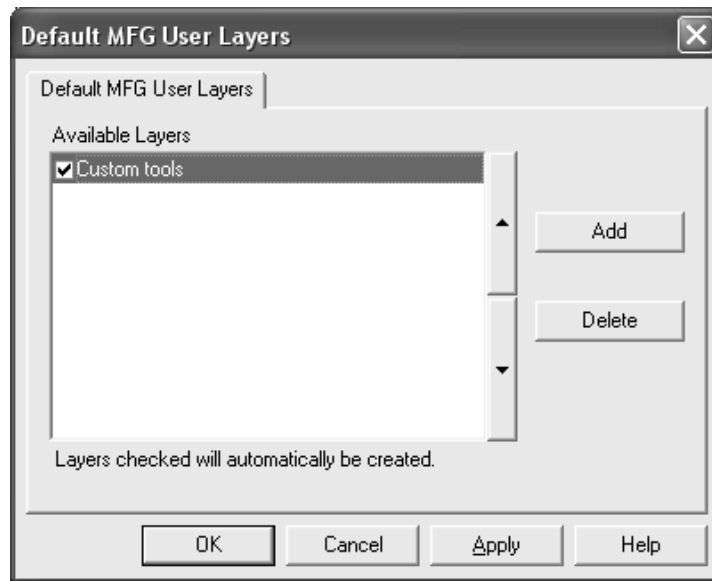 Default MFG User Layers
Default MFG User Layers
Available Layers
Custom tools
Add
Delete
Layers checked will automatically be created.
OK Cancel Apply Help